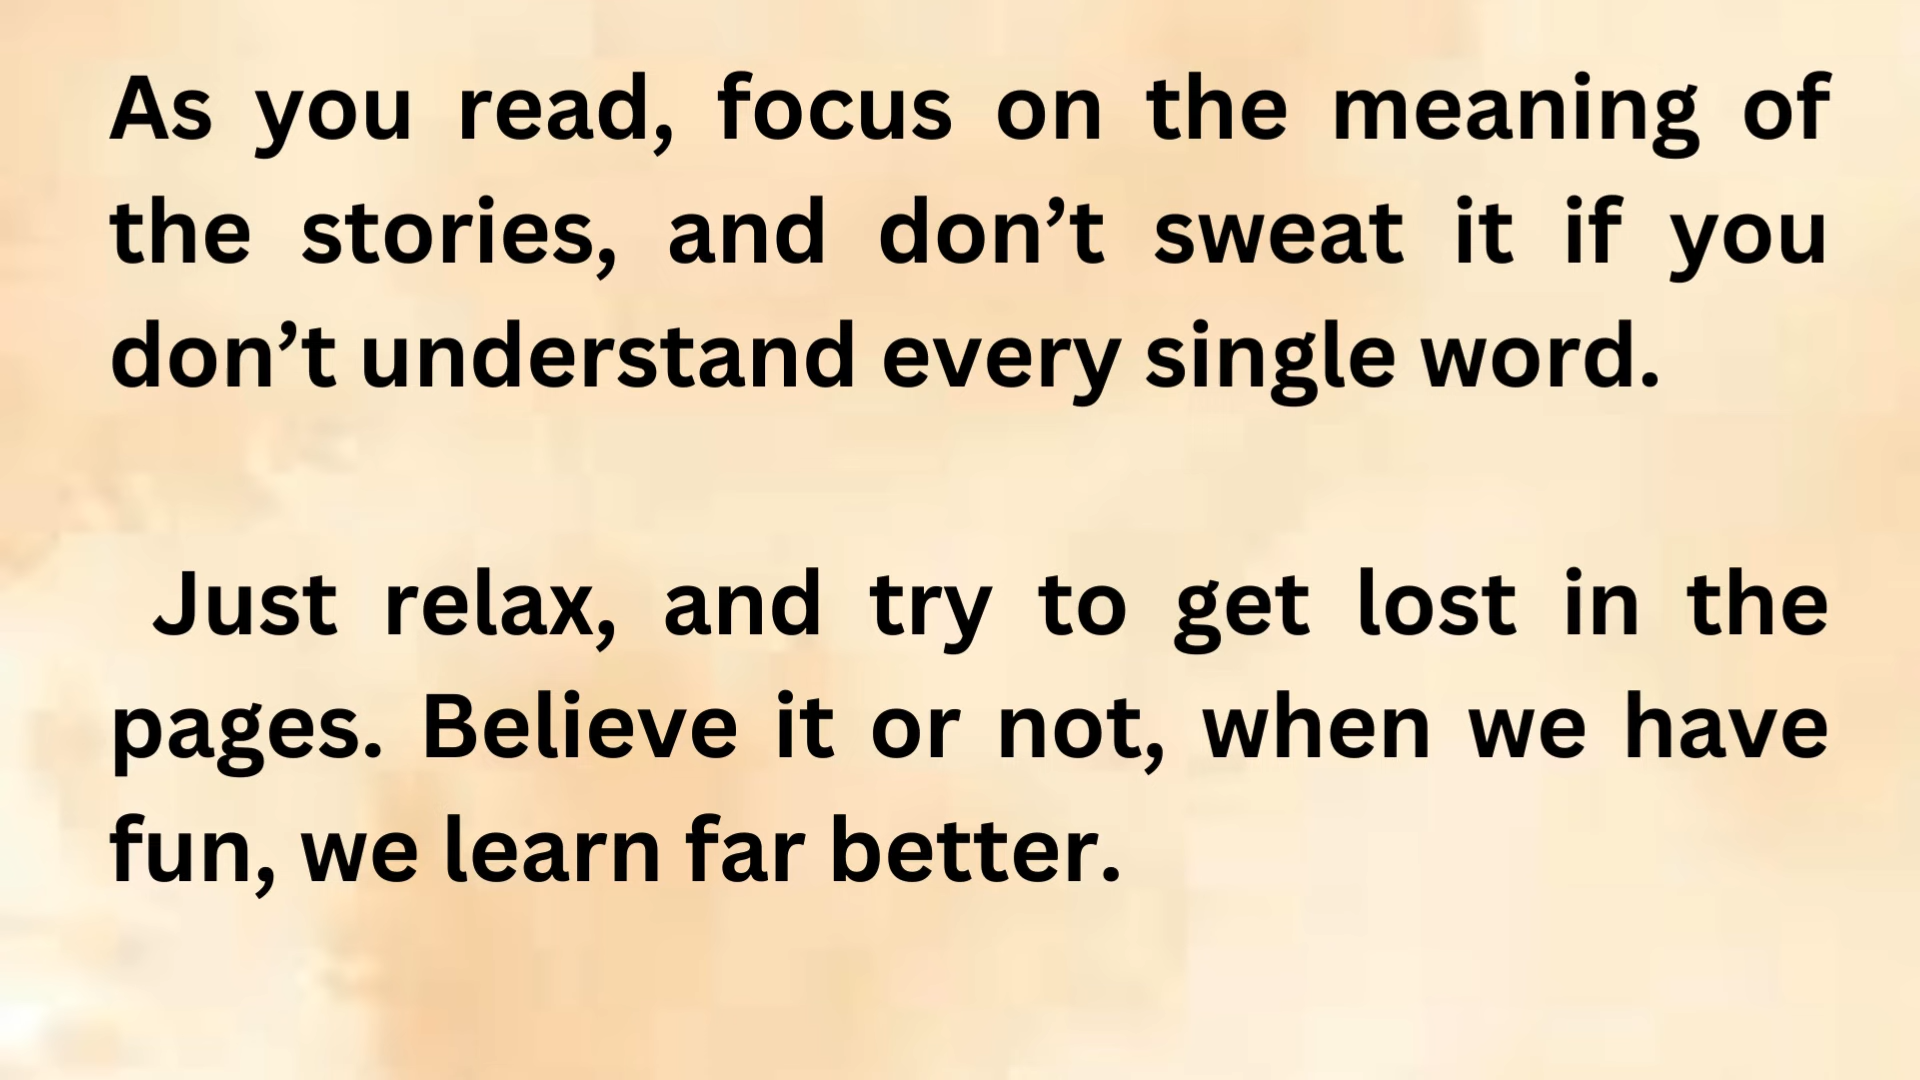 As you read, focus on the meaning of
the stories, and don’t sweat it if you
don’t understand every single word.
Just relax, and try to get lost in the
pages. Believe it or not, when we have
fun, we learn far better.